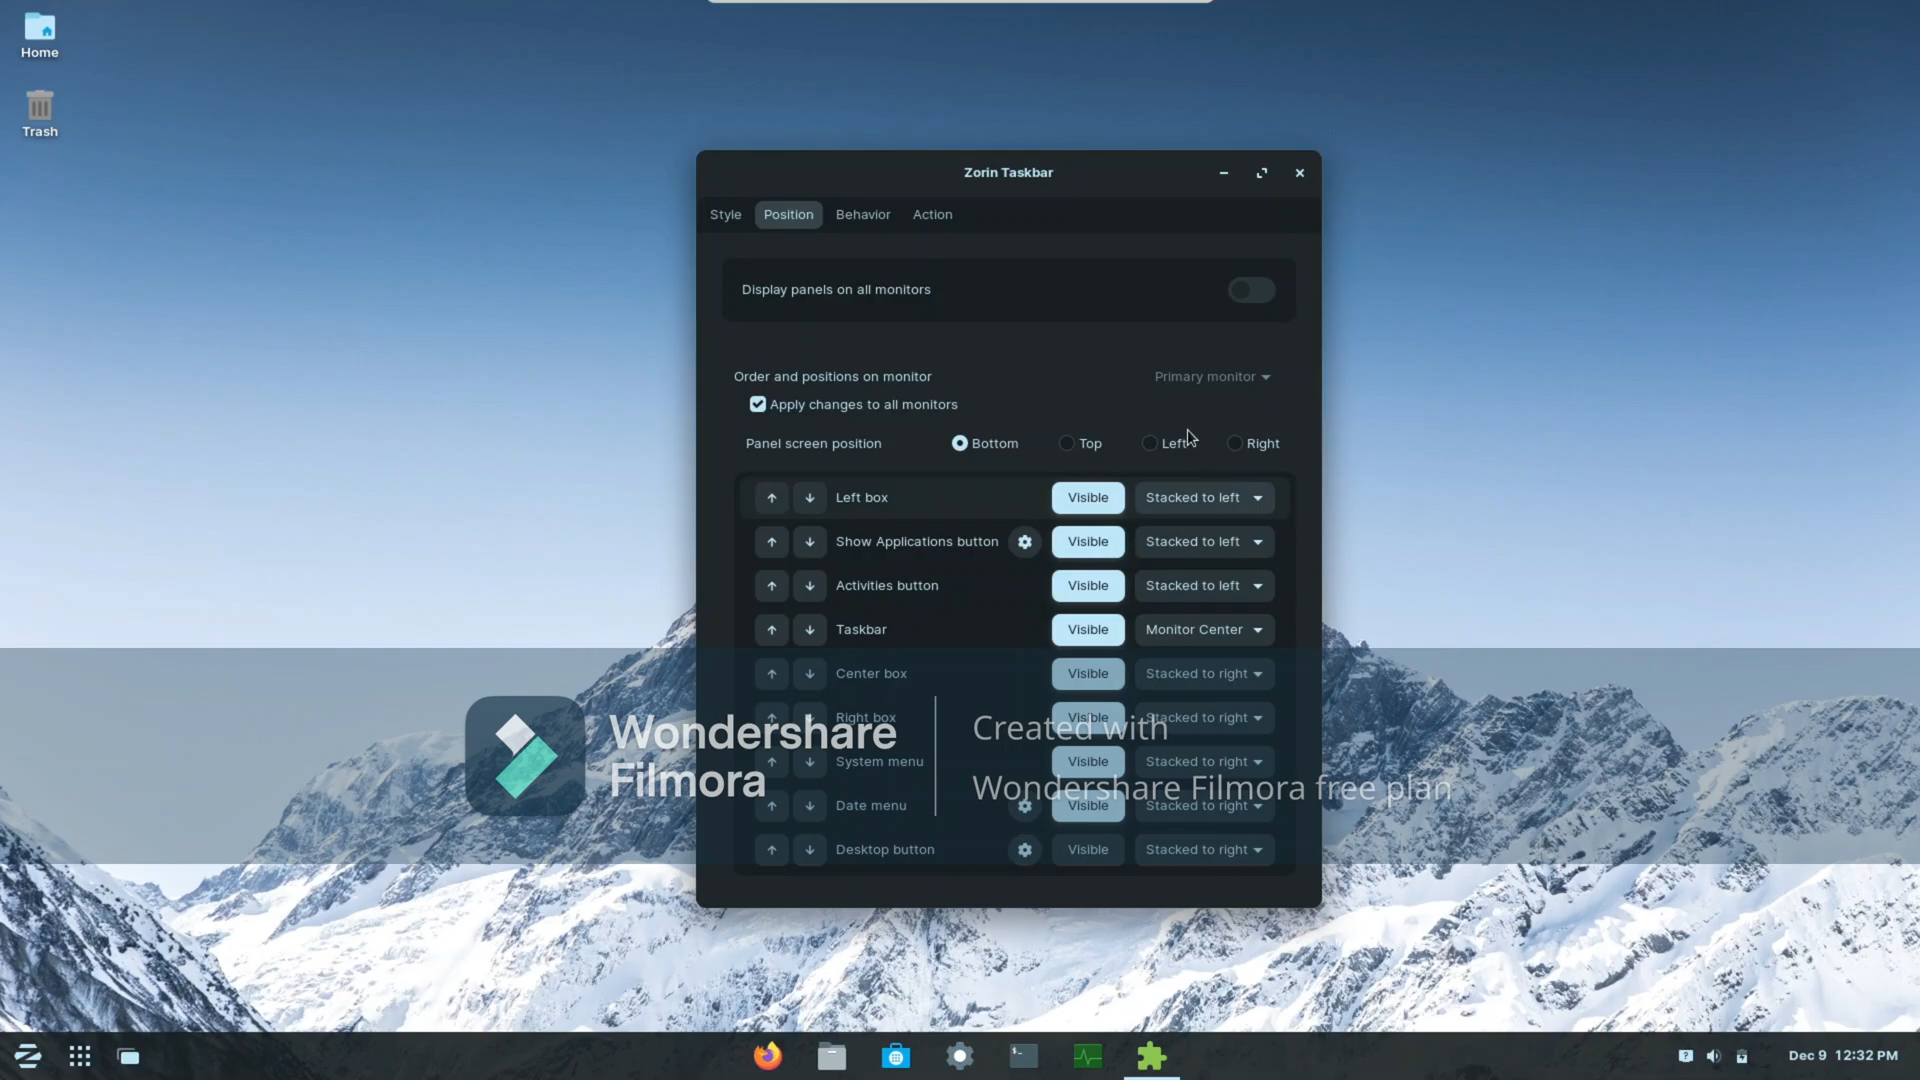 Home
Trash
Zorin Taskbar
Style Position Behavior Action
Display panels on all monitors
Order and positions on monitor Primary monitor
Apply changes to all monitors
Panel screen position Bottom Top Left Right
Left box Visible Stacked to left
Show Applications button Visible Stacked to left
Activities button Visible Stacked to left
Taskbar Visible Monitor Center
Center box Visible Stacked to right
Right box Visible Stacked to right
System menu Visible Stacked to right
Date menu Visible Stacked to right
Desktop button Visible Stacked to right
Wondershare
Filmora
Created with
Wondershare Filmora free plan
Dec 9 12:32 PM